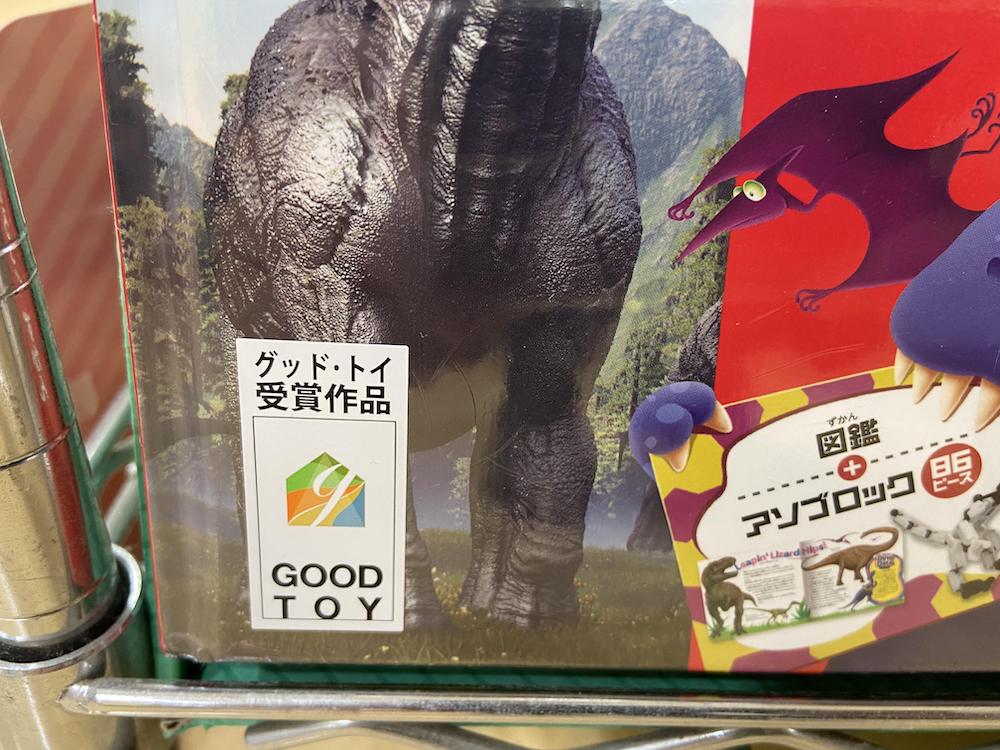 グッド・トイ
受賞作品
g
GOOD
TOY
ずかん
図鑑
+
アソブロック
86
ピース
Leapin' Lizard Hips!